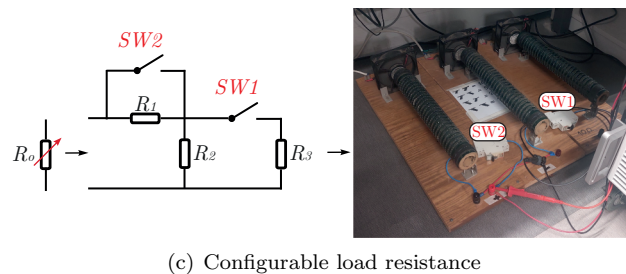 SW2
SW1
R1
Ro
R2
R3
SW1
SW2
(c) Configurable load resistance